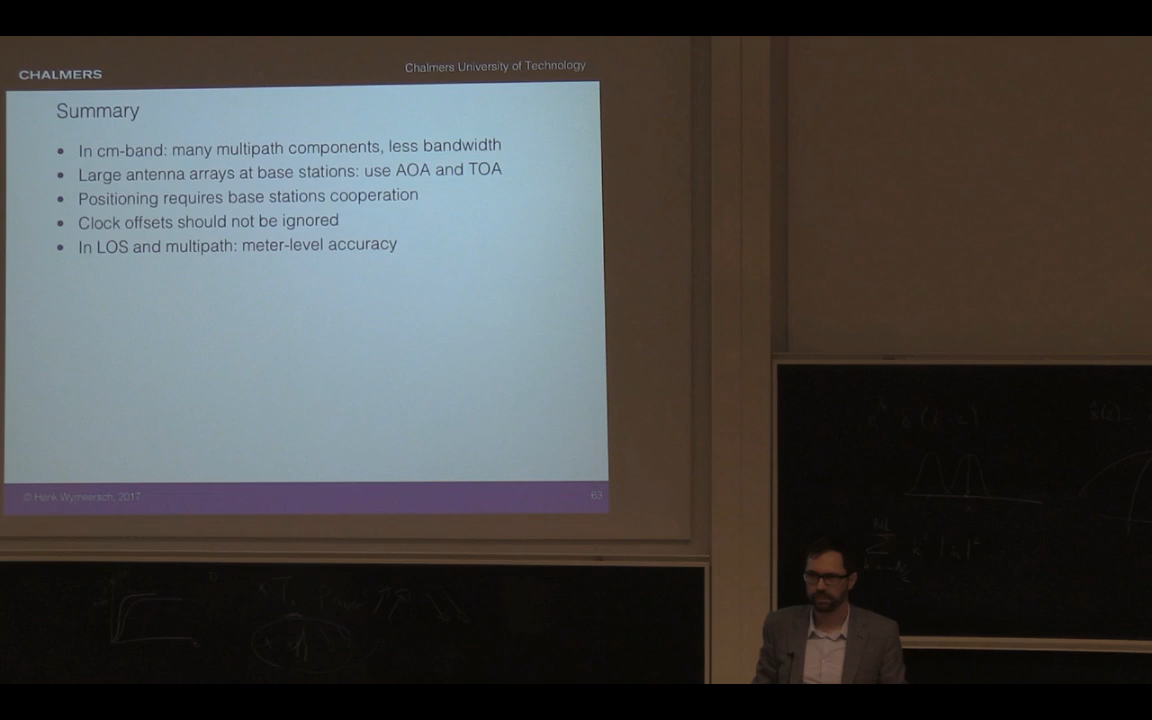 CHALMERS
Chalmers University of Technology
Summary
• In cm-band: many multipath components, less bandwidth
• Large antenna arrays at base stations: use AOA and TOA
• Positioning requires base stations cooperation
• Clock offsets should not be ignored
• In LOS and multipath: meter-level accuracy
© Henk Wymeersch, 2017
63